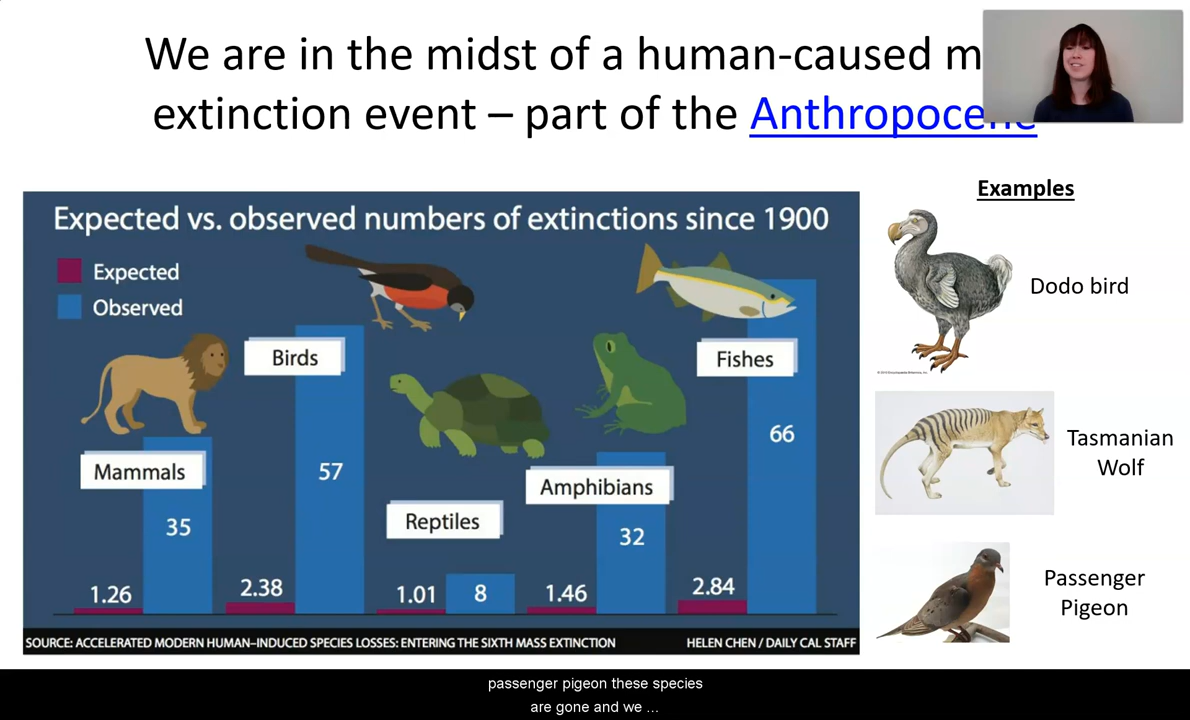 We are in the midst of a human-caused
extinction event – part of the
Expected vs. observed numbers of extinctions since 1900
Expected
Observed
Mammals
1.26
35
Birds
2.38
57
Reptiles
1.01
8
Amphibians
1.46
32
Fishes
2.84
66
SOURCE: ACCELERATED MODERN HUMAN–INDUCED SPECIES LOSSES: ENTERING THE SIXTH MASS EXTINCTION
HELEN CHEN / DAILY CAL STAFF
Examples
Dodo bird
Tasmanian
Wolf
Passenger
Pigeon
passenger pigeon these species
are gone and we ...